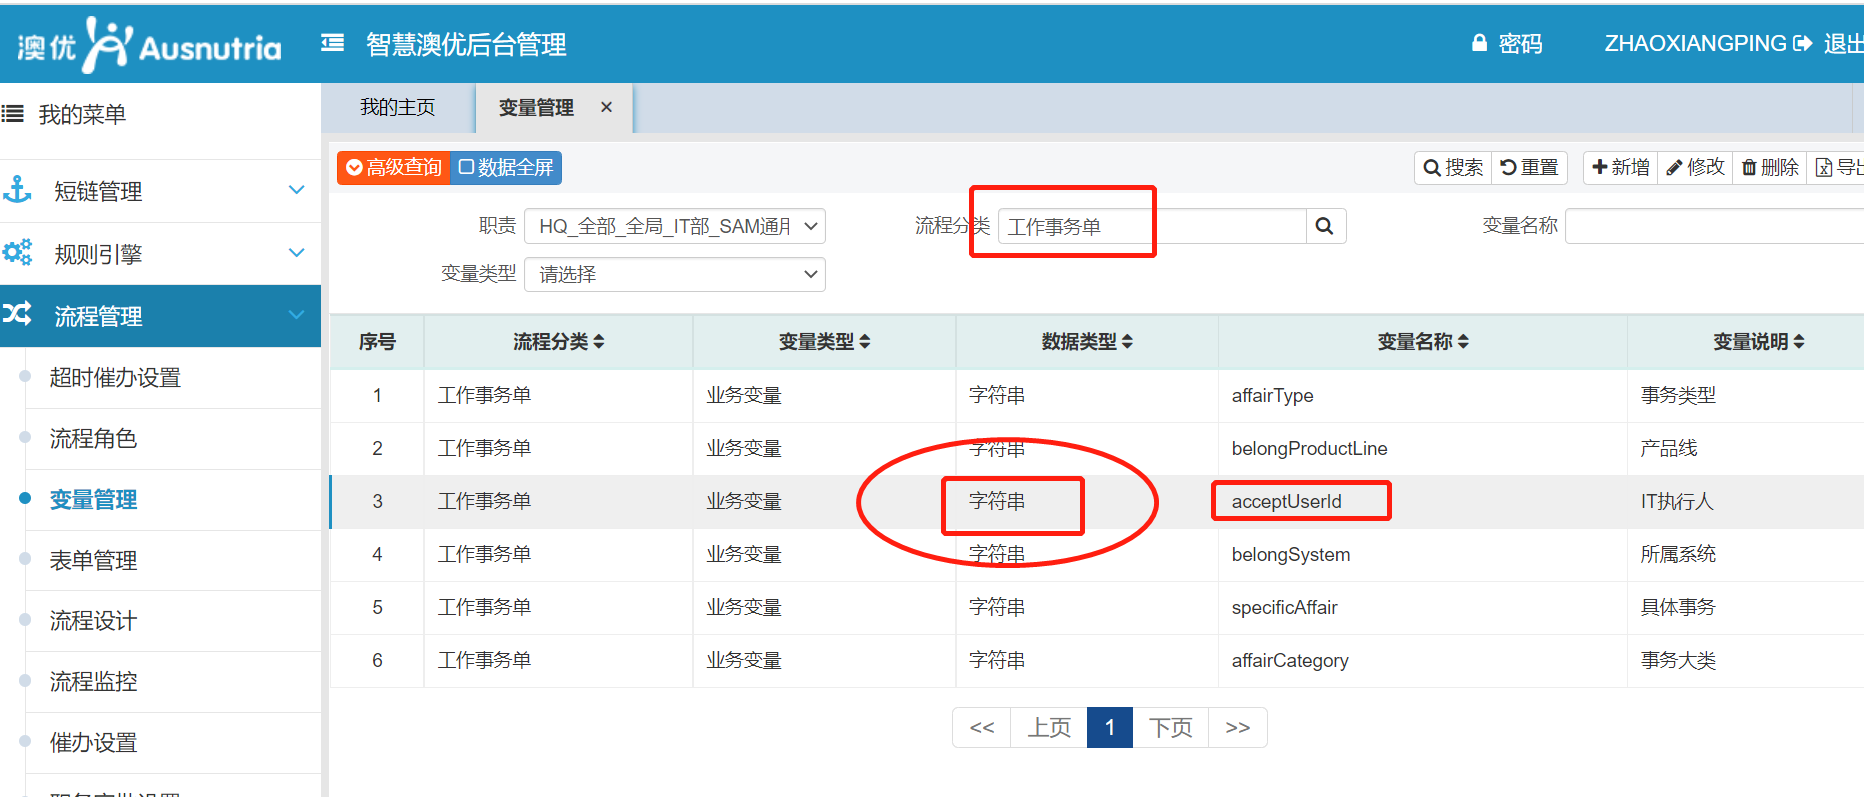 澳优 Ausnutria 智慧澳优后台管理 密码 ZHAOXIANGPING 退出
我的菜单
短链管理
规则引擎
流程管理
超时催办设置
流程角色
变量管理
表单管理
流程设计
流程监控
催办设置
我的主页 变量管理 ×
高级查询 数据全屏 搜索 重置 新增 修改 删除 导出
职责 HQ_全部_全局_IT部_SAM通用 流程分类 工作事务单 变量名称
变量类型 请选择
序号 流程分类 变量类型 数据类型 变量名称 变量说明
1 工作事务单 业务变量 字符串 affairType 事务类型
2 工作事务单 业务变量 字符串 belongProductLine 产品线
3 工作事务单 业务变量 字符串 acceptUserId IT执行人
4 工作事务单 业务变量 字符串 belongSystem 所属系统
5 工作事务单 业务变量 字符串 specificAffair 具体事务
6 工作事务单 业务变量 字符串 affairCategory 事务大类
<< 上页 1 下页 >>